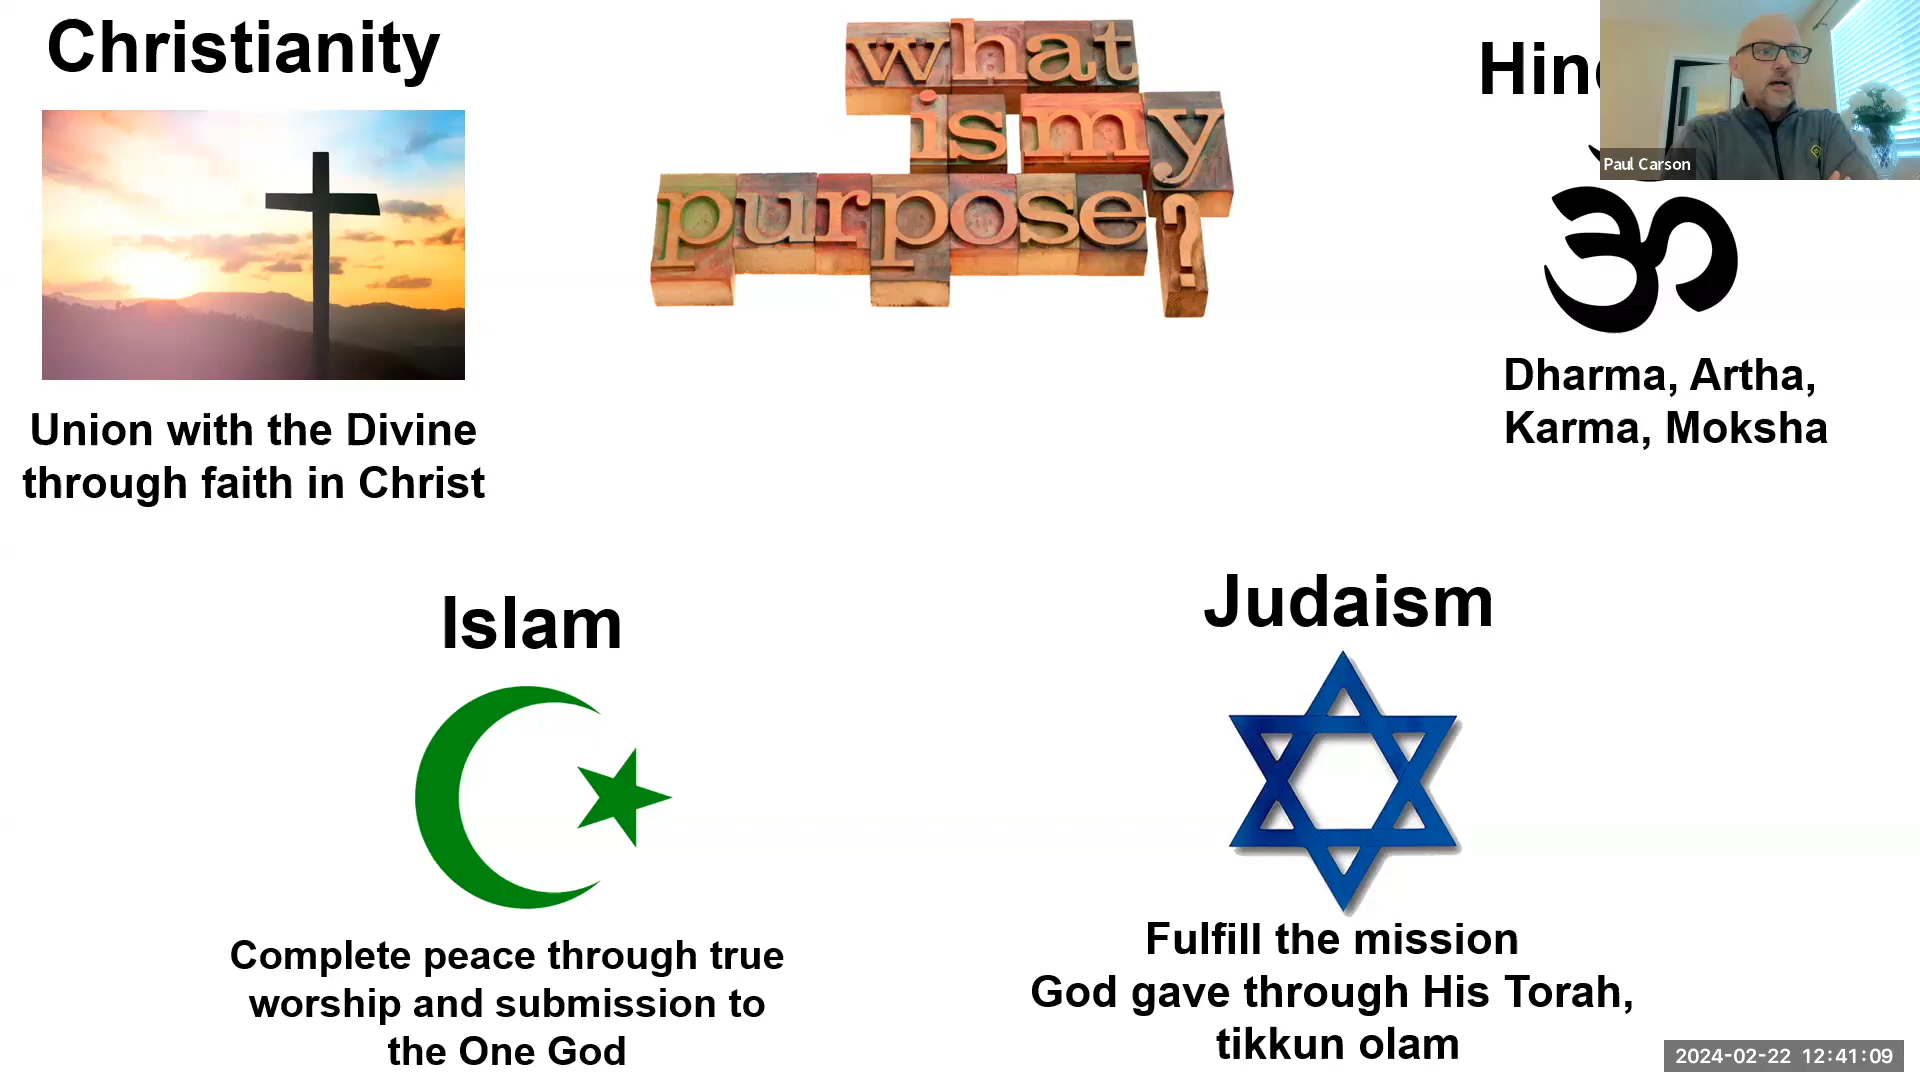 Christianity
what
is my
purpose?
Paul Carson
Union with the Divine
through faith in Christ
Dharma, Artha,
Karma, Moksha
Islam
Complete peace through true
worship and submission to
the One God
Judaism
Fulfill the mission
God gave through His Torah,
tikkun olam
2024-02-22 12:41:09